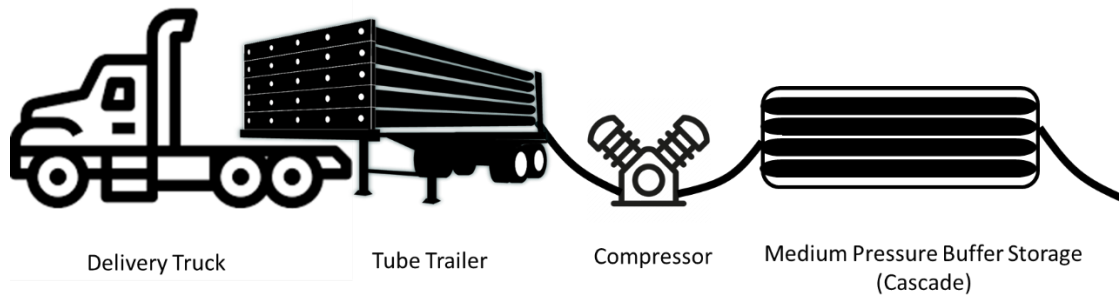 Delivery Truck
Tube Trailer
Compressor
Medium Pressure Buffer Storage
(Cascade)